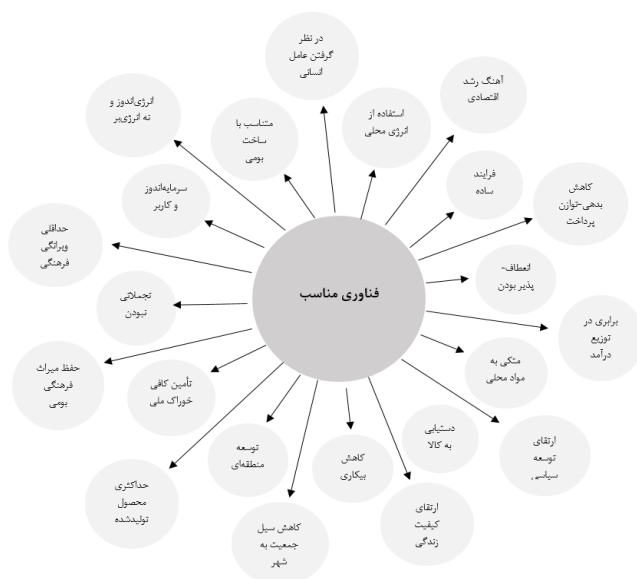 در نظر
گرفتن عامل
انسانی
آهنگ رشد
اقتصادی
انرژی‌اندوز و
نه انرژی‌بر
استفاده از
انرژی محلی
متناسب با
ساخت
بومی
فرایند
ساده
سرمایه‌اندوز
و کاربر
کاهش
بدهی-توازن
پرداخت
حداقلی
ویرانگی
فرهنگی
انعطاف-
پذیر بودن
فناوری مناسب
تجملاتی
نبودن
برابری در
توزیع
درآمد
متکی به
مواد محلی
حفظ میراث
فرهنگی
بومی
تأمین کافی
خوراک ملی
دستیابی
به کالا
ارتقای
توسعه
سیاسی
توسعه
منطقه‌ای
کاهش
بیکاری
حداکثری
محصول
تولیدشده
ارتقای
کیفیت
زندگی
کاهش سیل
جمعیت به
شهر